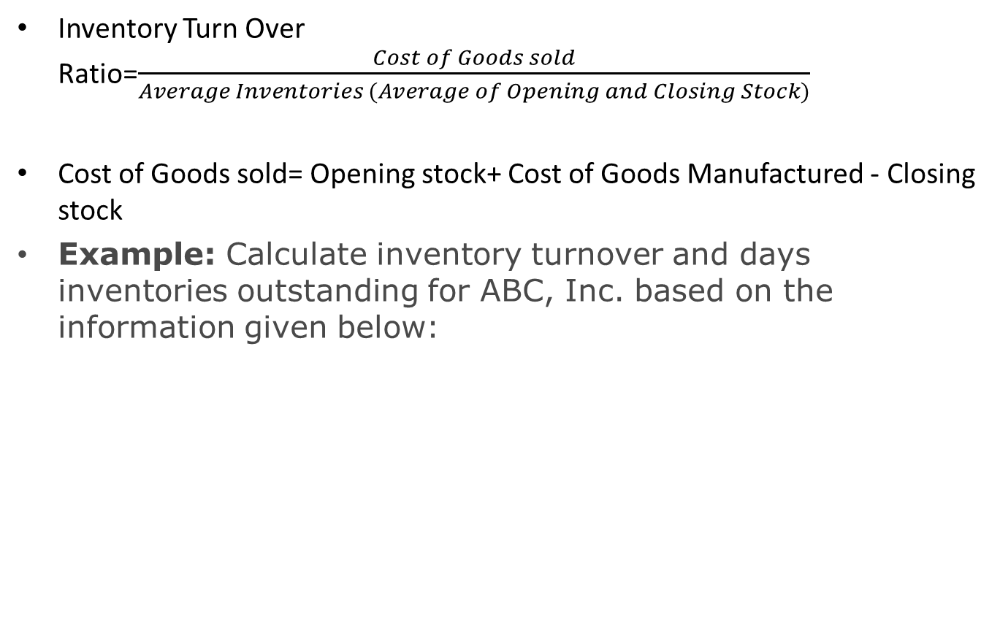 • Inventory Turn Over
Ratio= Cost of Goods sold
Average Inventories (Average of Opening and Closing Stock)
• Cost of Goods sold= Opening stock+ Cost of Goods Manufactured - Closing
stock
• Example: Calculate inventory turnover and days
inventories outstanding for ABC, Inc. based on the
information given below: